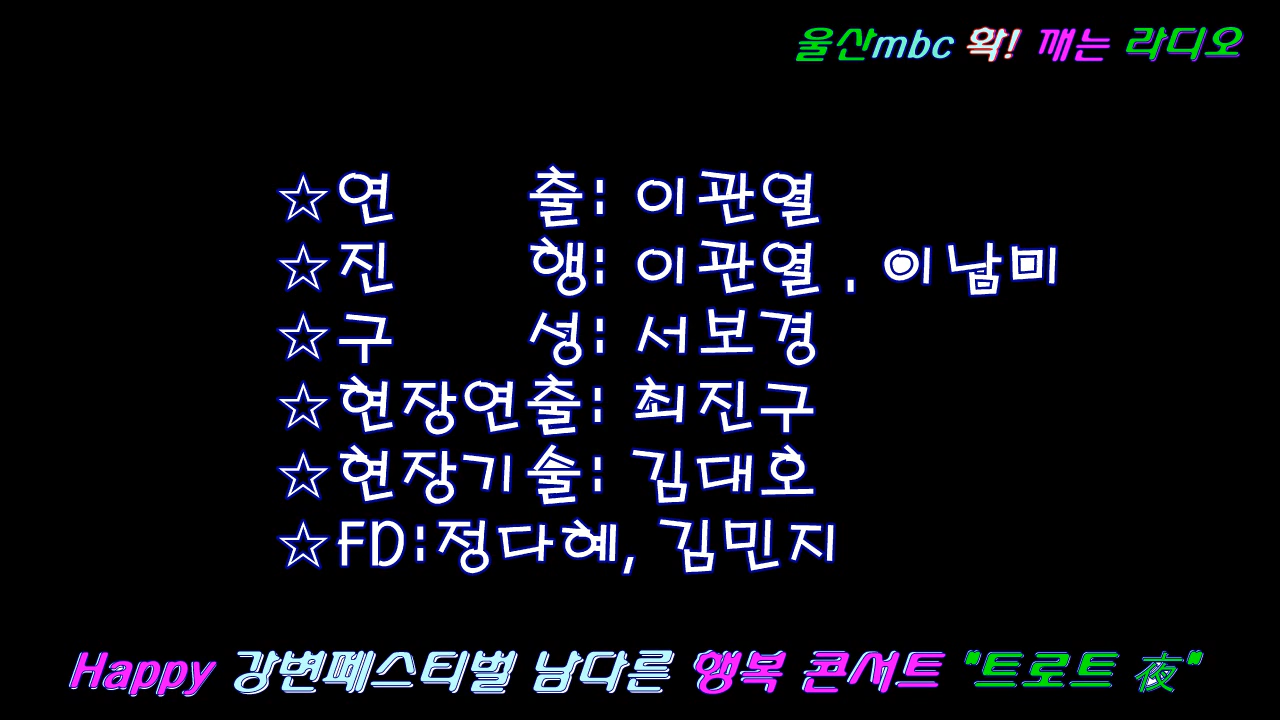 울산mbc 확! 깨는 라디오
☆연 출: 이관열
☆진 행: 이관열 . 이남미
☆구 성: 서보경
☆현장연출: 최진구
☆현장기술: 김대호
☆FD:정다혜, 김민지
Happy 강변페스티벌 남다른 행복 콘서트 "트로트 夜"